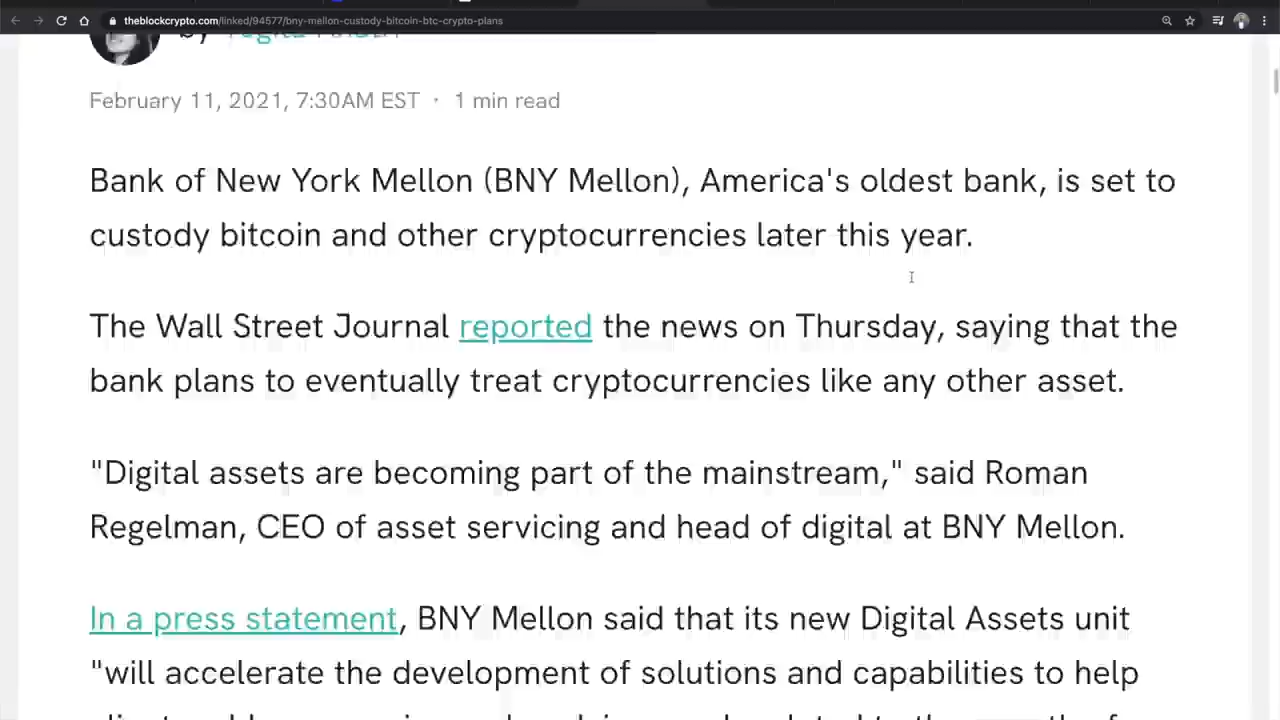 theblockcrypto.com/linked/94577/bny-mellon-custody-bitcoin-btc-crypto-plans
by
February 11, 2021, 7:30AM EST · 1 min read
Bank of New York Mellon (BNY Mellon), America's oldest bank, is set to
custody bitcoin and other cryptocurrencies later this year.
The Wall Street Journal reported the news on Thursday, saying that the
bank plans to eventually treat cryptocurrencies like any other asset.
"Digital assets are becoming part of the mainstream," said Roman
Regelman, CEO of asset servicing and head of digital at BNY Mellon.
In a press statement, BNY Mellon said that its new Digital Assets unit
"will accelerate the development of solutions and capabilities to help